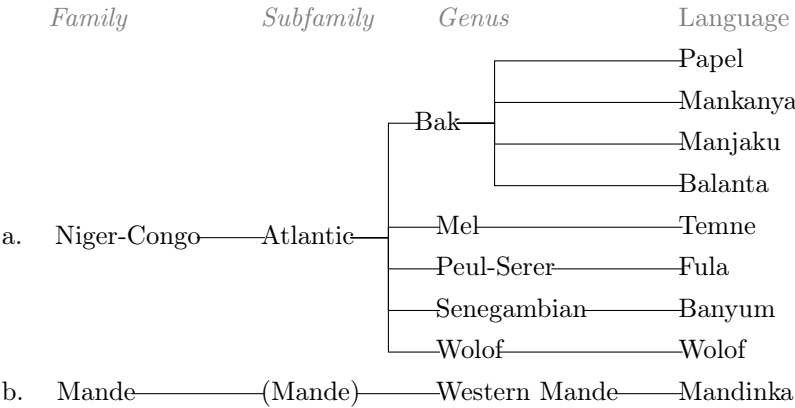 Family Subfamily Genus Language
Papel
Mankanya
Bak
Manjaku
Balanta
Mel Temne
a. Niger-Congo Atlantic
Peul-Serer Fula
Senegambian Banyum
Wolof Wolof
b. Mande (Mande) Western Mande Mandinka